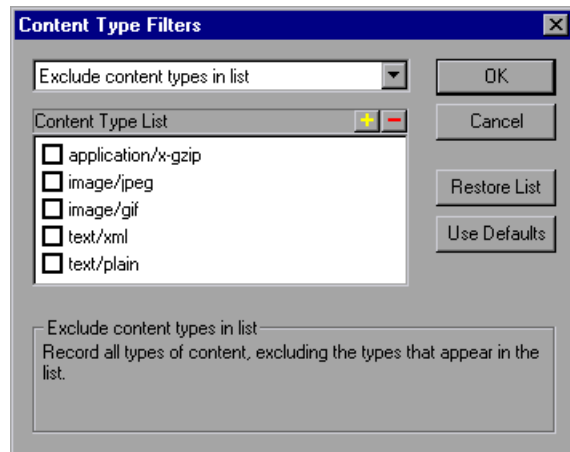 Content Type Filters
Exclude content types in list
OK
Content Type List
Cancel
application/x-gzip
image/jpeg
Restore List
image/gif
text/xml
Use Defaults
text/plain
Exclude content types in list
Record all types of content, excluding the types that appear in the
list.